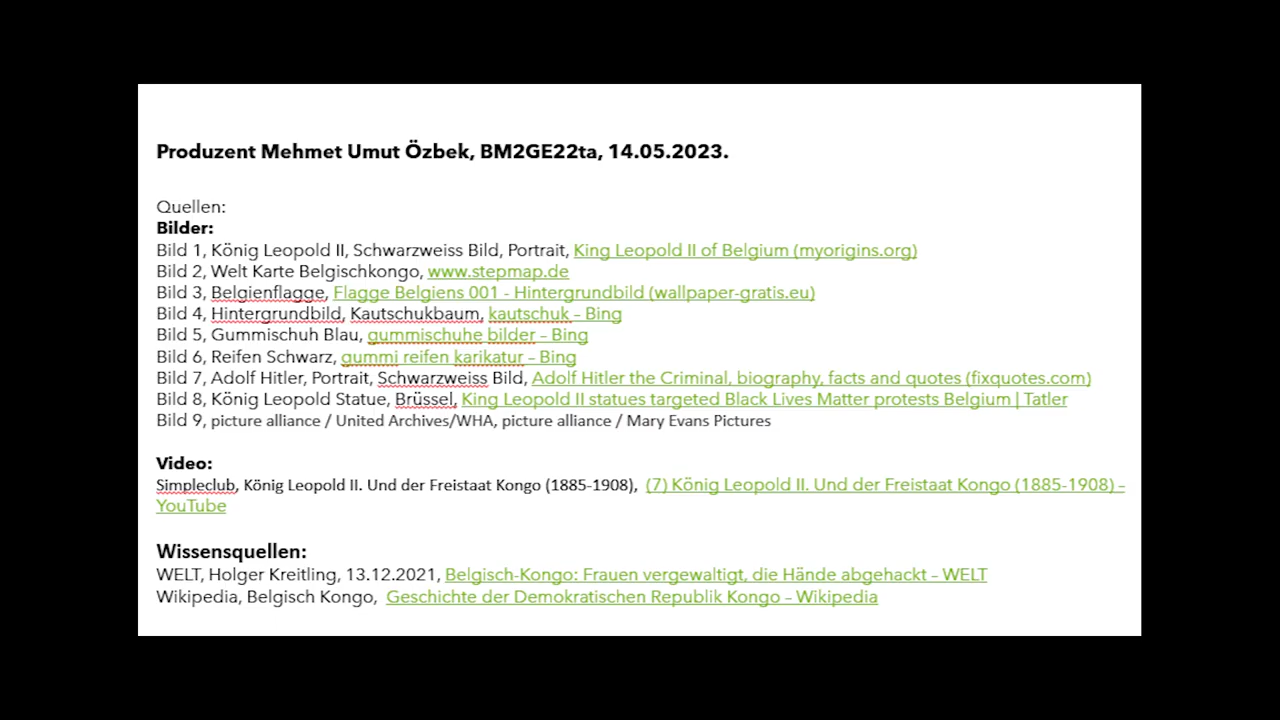 Produzent Mehmet Umut Özbek, BM2GE22ta, 14.05.2023.
Quellen:
Bilder:
Bild 1, König Leopold II, Schwarzweiss Bild, Portrait, King Leopold II of Belgium (myorigins.org)
Bild 2, Welt Karte Belgischkongo, www.stepmap.de
Bild 3, Belgienflagge, Flagge Belgiens 001 - Hintergrundbild (wallpaper-gratis.eu)
Bild 4, Hintergrundbild, Kautschukbaum, kautschuk – Bing
Bild 5, Gummischuh Blau, gummischuhe bilder – Bing
Bild 6, Reifen Schwarz, gummi reifen karikatur – Bing
Bild 7, Adolf Hitler, Portrait, Schwarzweiss Bild, Adolf Hitler the Criminal, biography, facts and quotes (fixquotes.com)
Bild 8, König Leopold Statue, Brüssel, King Leopold II statues targeted Black Lives Matter protests Belgium | Tatler
Bild 9, picture alliance / United Archives/WHA, picture alliance / Mary Evans Pictures
Video:
Simpleclub, König Leopold II. Und der Freistaat Kongo (1885-1908), (7) König Leopold II. Und der Freistaat Kongo (1885-1908) –
YouTube
Wissensquellen:
WELT, Holger Kreitling, 13.12.2021, Belgisch-Kongo: Frauen vergewaltigt, die Hände abgehackt – WELT
Wikipedia, Belgisch Kongo, Geschichte der Demokratischen Republik Kongo – Wikipedia